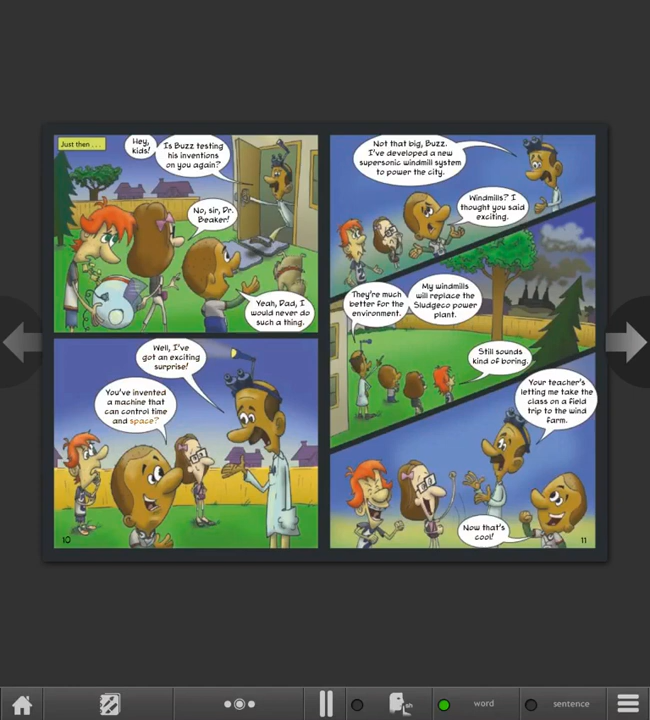 Just then . . .
Hey,
kids!
Is Buzz testing
his inventions
on you again?
No, sir, Dr.
Beaker!
Yeah, Dad, I
would never do
such a thing.
Well, I've
got an exciting
surprise!
You've invented
a machine that
can control time
and space?
10
Not that big, Buzz.
I've developed a new
supersonic windmill system
to power the city.
Windmills? I
thought you said
exciting.
They're much
better for the
environment.
My windmills
will replace the
Sludgeco power
plant.
Still sounds
kind of boring.
Your teacher's
letting me take the
class on a field
trip to the wind
farm.
Now that's
cool!
11
word
sentence